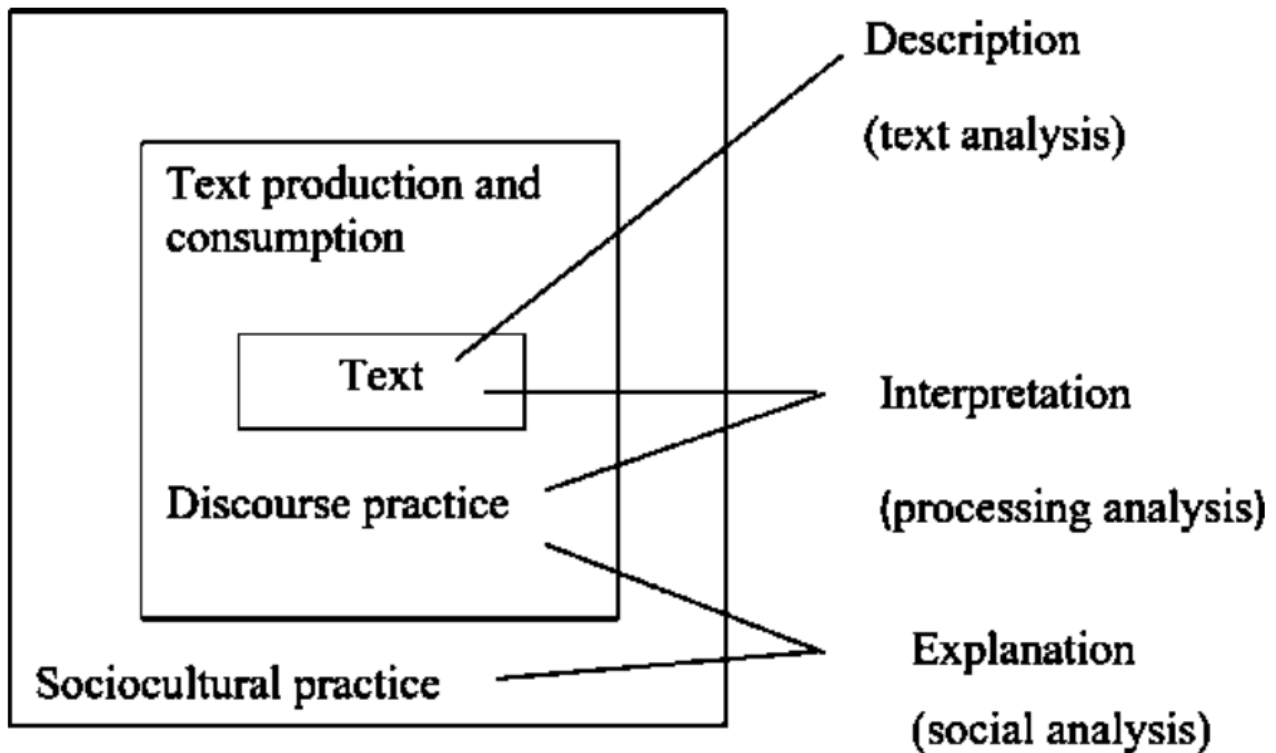 Description
(text analysis)
Text production and
consumption
Text
Interpretation
Discourse practice
(processing analysis)
Explanation
Sociocultural practice
(social analysis)